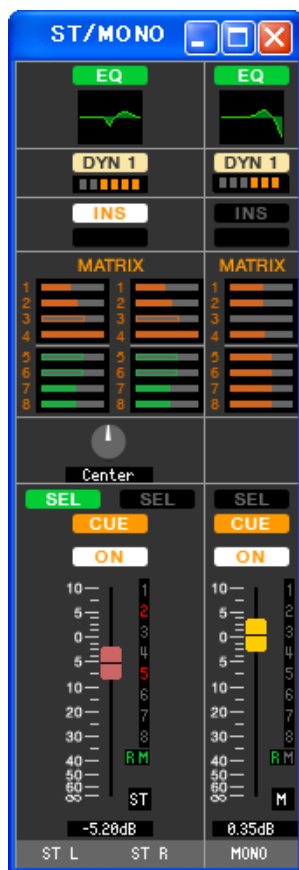 ST/MONO
EQ EQ
DYN 1 DYN 1
INS INS
MATRIX MATRIX
1 1 1
2 2 2
3 3 3
4 4 4
5 5 5
6 6 6
7 7 7
8 8 8
Center
SEL SEL SEL
CUE CUE
ON ON
10 1 10 1
5 2 5 2
0 3 0 3
5 4 5 4
10 5 10 5
20 6 20 6
30 7 30 7
8 8
40 R M 40 R M
50 50
60 60
∞ ST ∞ M
-5.20dB 0.35dB
ST L ST R MONO